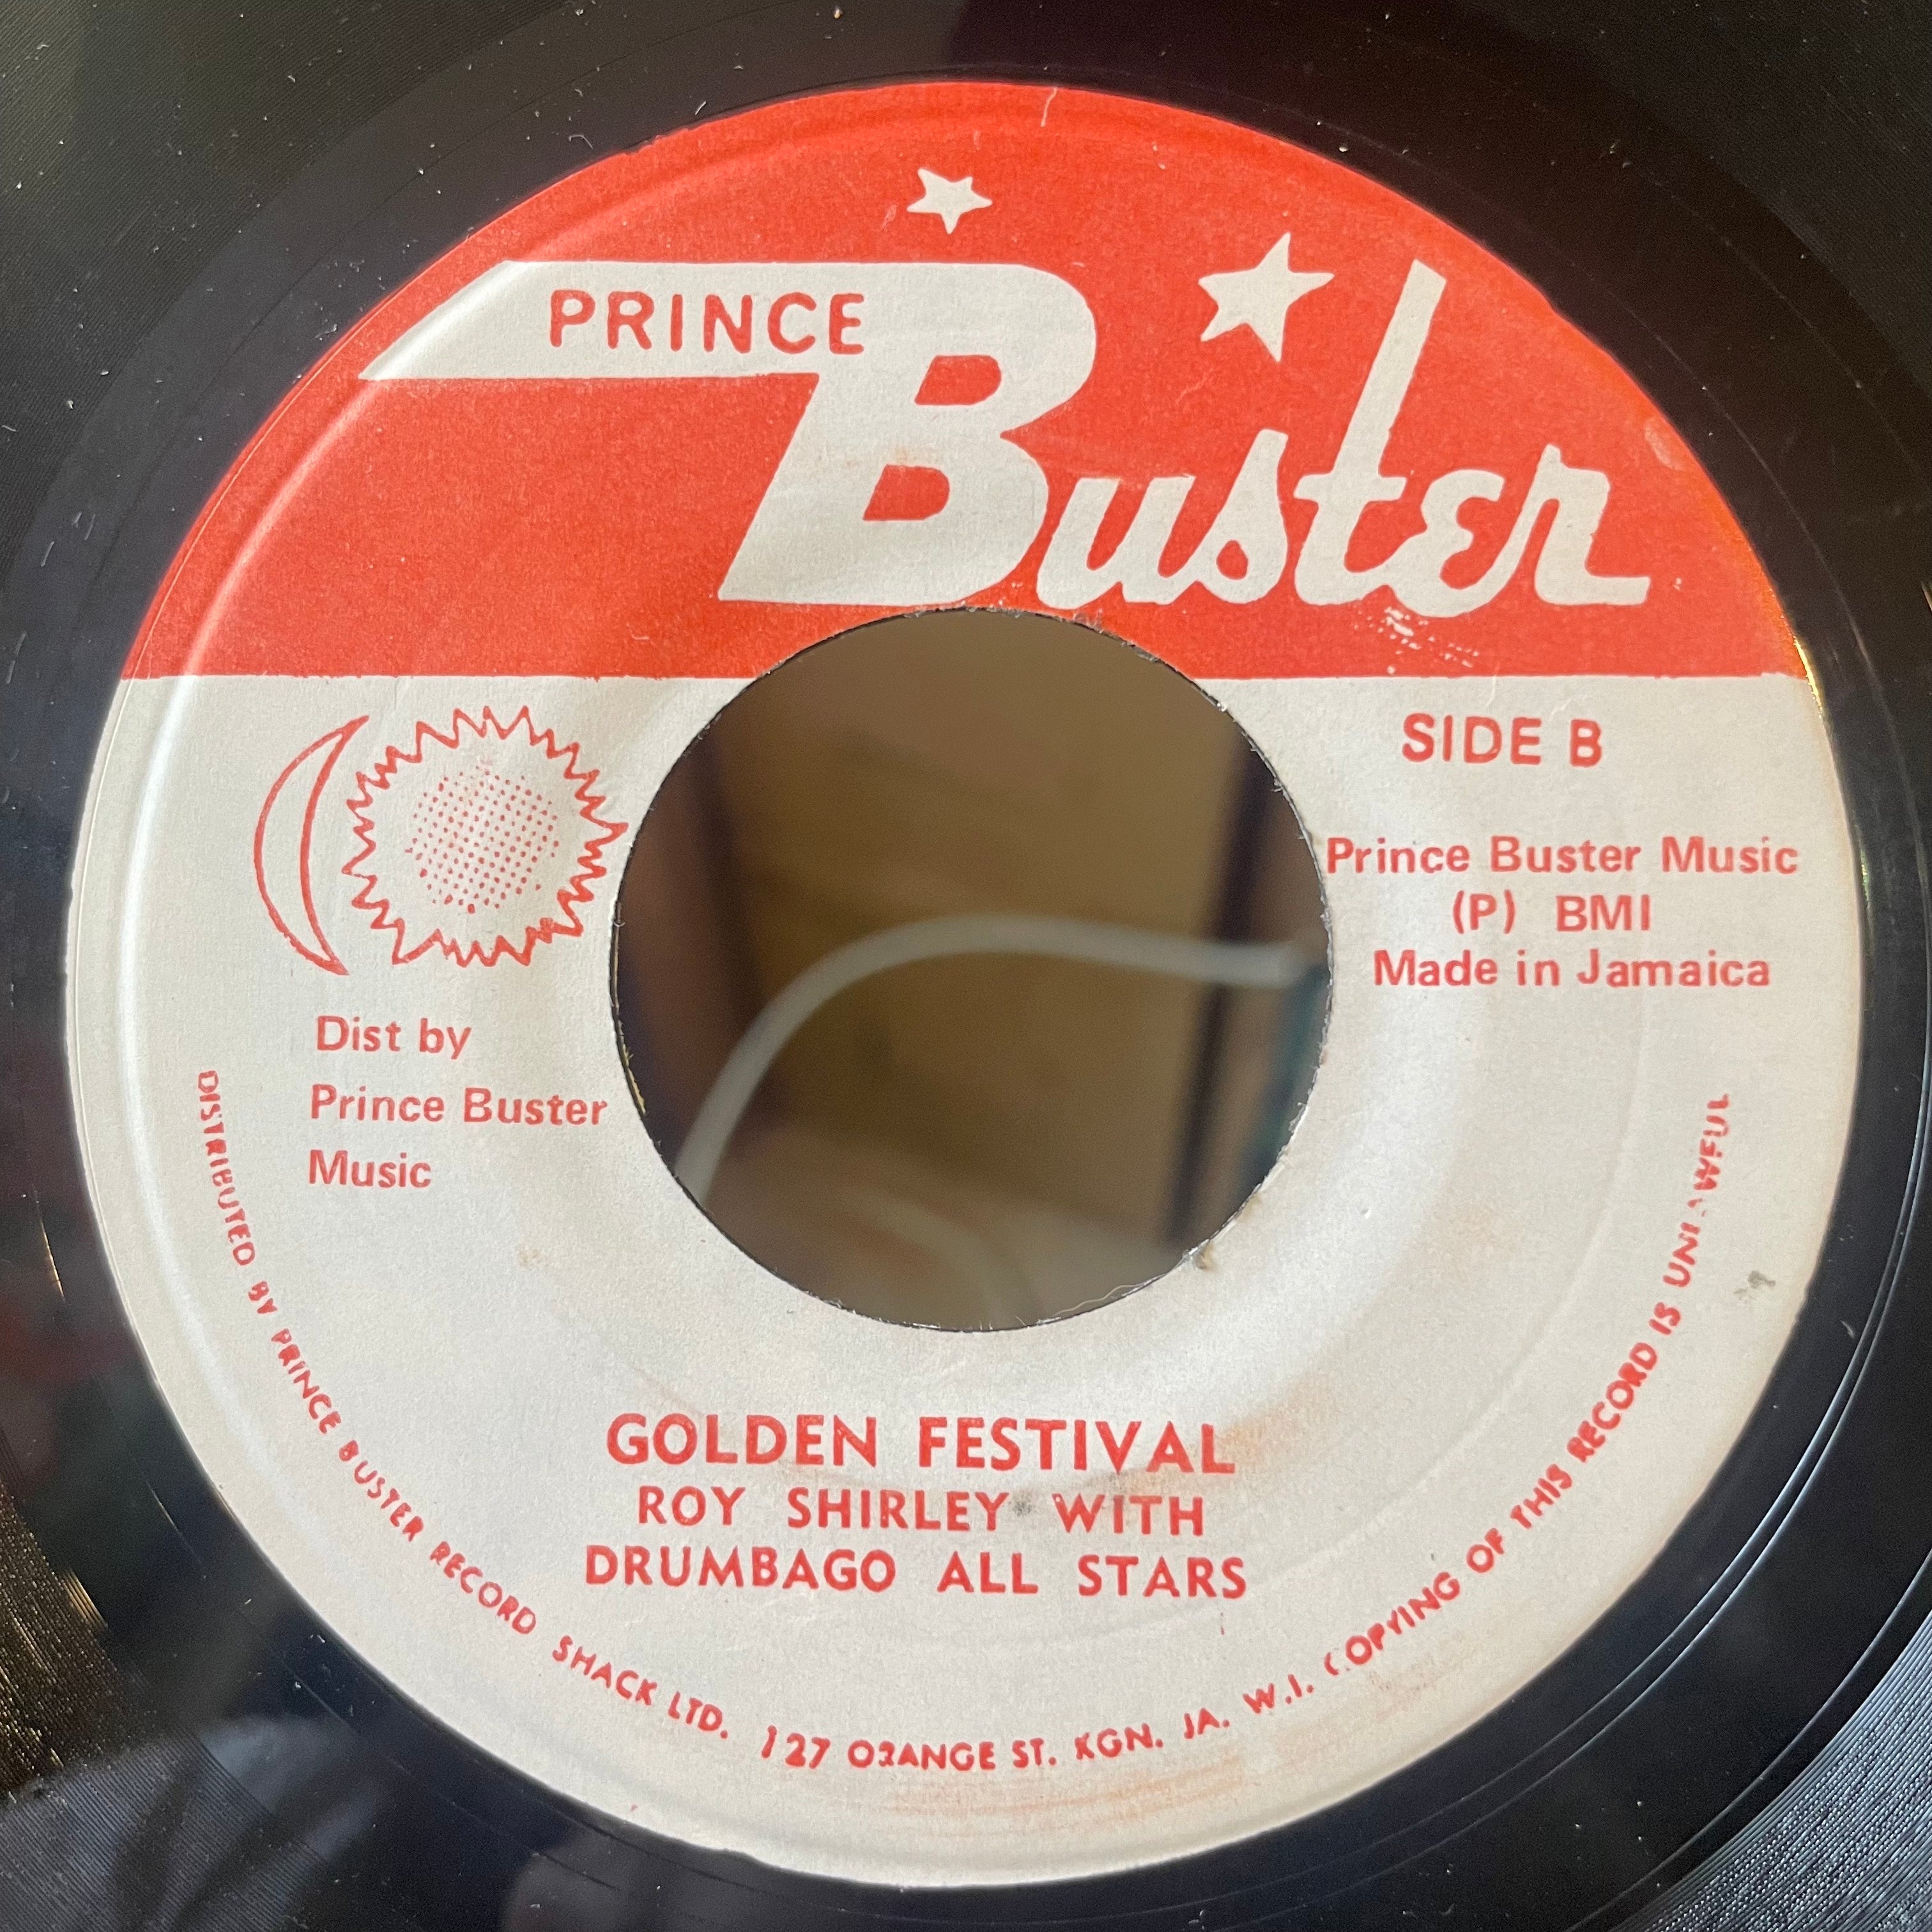 PRINCE
Buster
SIDE B
Prince Buster Music
(P) BMI
Made in Jamaica
Dist by
Prince Buster
Music
GOLDEN FESTIVAL
ROY SHIRLEY WITH
DRUMBAGO ALL STARS
DISTRIBUTED BY PRINCE BUSTER RECORD SHACK LTD. 127 ORANGE ST. KGN. JA. W.I. COPYING OF THIS RECORD IS UNLAWFUL